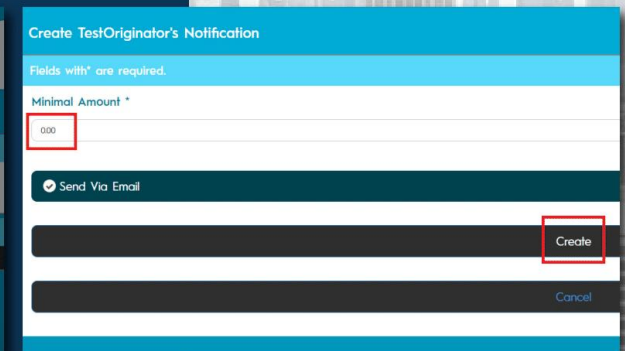 Create TestOriginator's Notification
Fields with* are required.
Minimal Amount *
0.00
Send Via Email
Create
Cancel